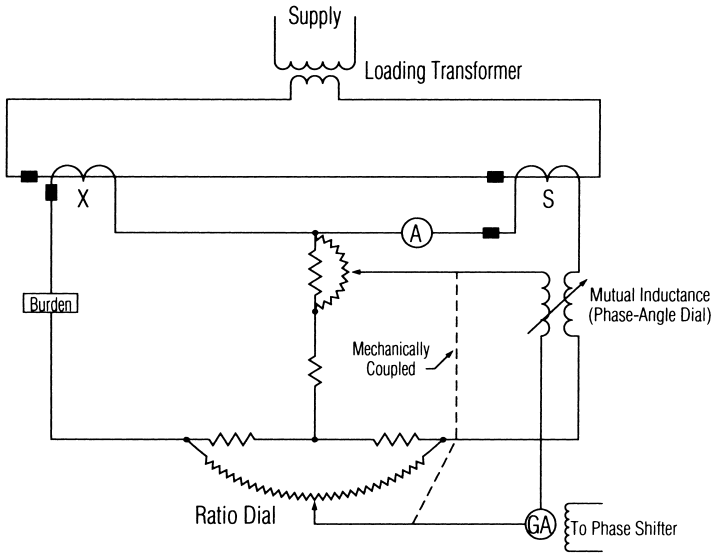 Supply
Loading Transformer
X
S
A
Burden
Mutual Inductance
(Phase-Angle Dial)
Mechanically
Coupled
Ratio Dial
GA
To Phase Shifter